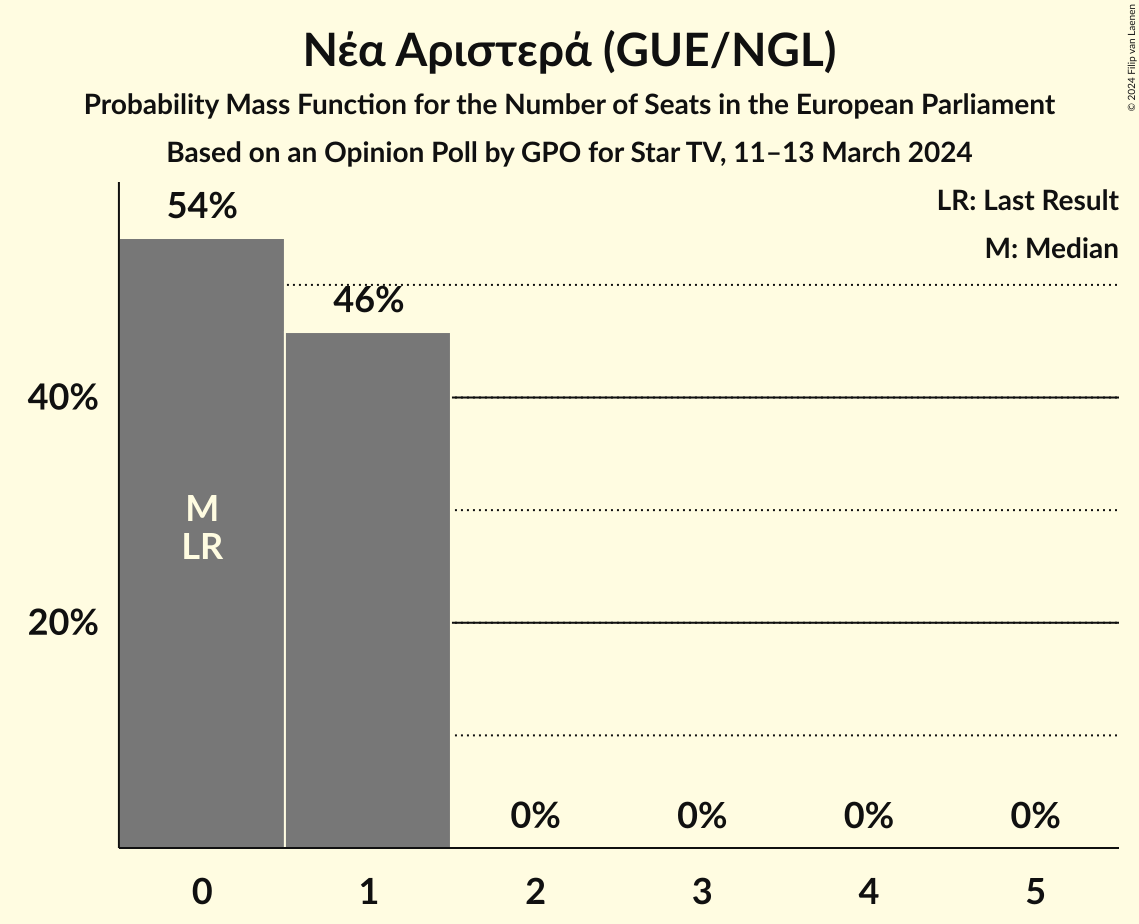 Νέα Αριστερά (GUE/NGL)
Probability Mass Function for the Number of Seats in the European Parliament
Based on an Opinion Poll by GPO for Star TV, 11–13 March 2024
© 2024 Filip van Laenen
LR: Last Result
M: Median
54%
46%
40%
M
LR
20%
0% 0% 0% 0%
0 1 2 3 4 5